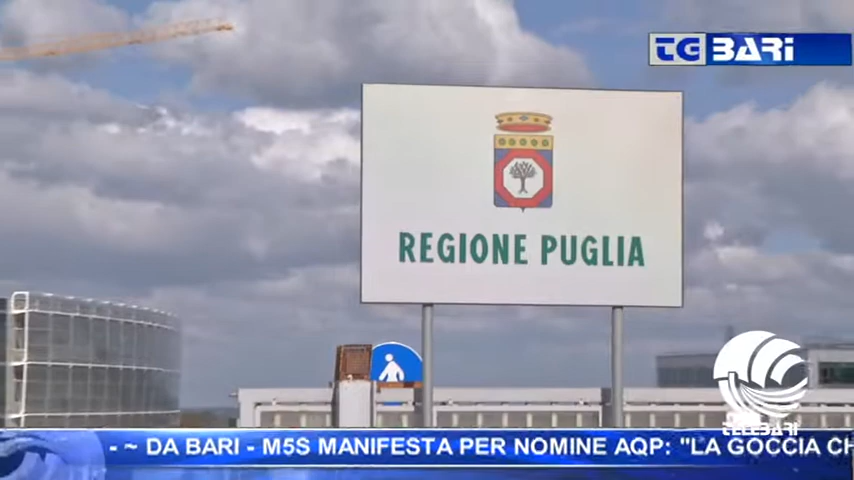 TG BARI
REGIONE PUGLIA
TELEBARI
- ~ DA BARI - M5S MANIFESTA PER NOMINE AQP: "LA GOCCIA CH